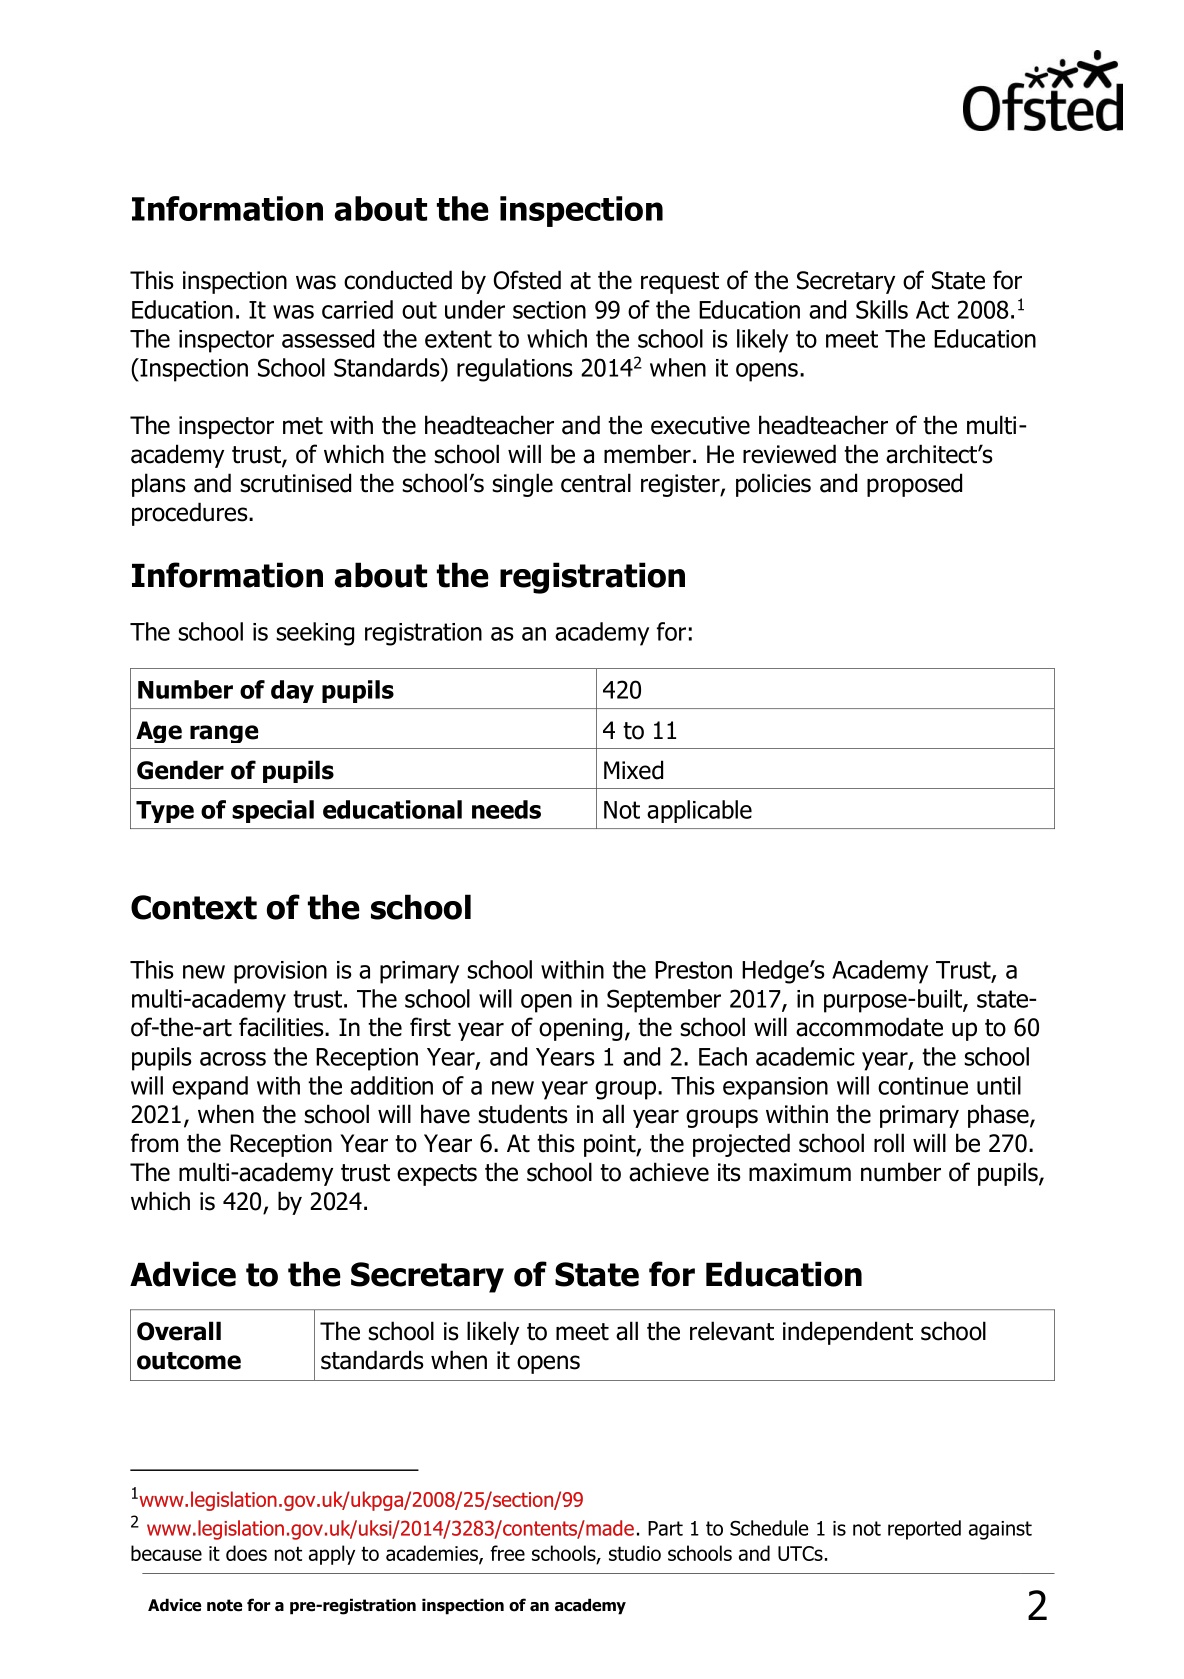 Ofsted
Information about the inspection
This inspection was conducted by Ofsted at the request of the Secretary of State for
Education. It was carried out under section 99 of the Education and Skills Act 2008.1
The inspector assessed the extent to which the school is likely to meet The Education
(Inspection School Standards) regulations 20142 when it opens.
The inspector met with the headteacher and the executive headteacher of the multi-
academy trust, of which the school will be a member. He reviewed the architect’s
plans and scrutinised the school’s single central register, policies and proposed
procedures.
Information about the registration
The school is seeking registration as an academy for:
Number of day pupils 420
Age range 4 to 11
Gender of pupils Mixed
Type of special educational needs Not applicable
Context of the school
This new provision is a primary school within the Preston Hedge’s Academy Trust, a
multi-academy trust. The school will open in September 2017, in purpose-built, state-
of-the-art facilities. In the first year of opening, the school will accommodate up to 60
pupils across the Reception Year, and Years 1 and 2. Each academic year, the school
will expand with the addition of a new year group. This expansion will continue until
2021, when the school will have students in all year groups within the primary phase,
from the Reception Year to Year 6. At this point, the projected school roll will be 270.
The multi-academy trust expects the school to achieve its maximum number of pupils,
which is 420, by 2024.
Advice to the Secretary of State for Education
Overall
outcome
The school is likely to meet all the relevant independent school
standards when it opens
1www.legislation.gov.uk/ukpga/2008/25/section/99
2 www.legislation.gov.uk/uksi/2014/3283/contents/made. Part 1 to Schedule 1 is not reported against
because it does not apply to academies, free schools, studio schools and UTCs.
Advice note for a pre-registration inspection of an academy 2